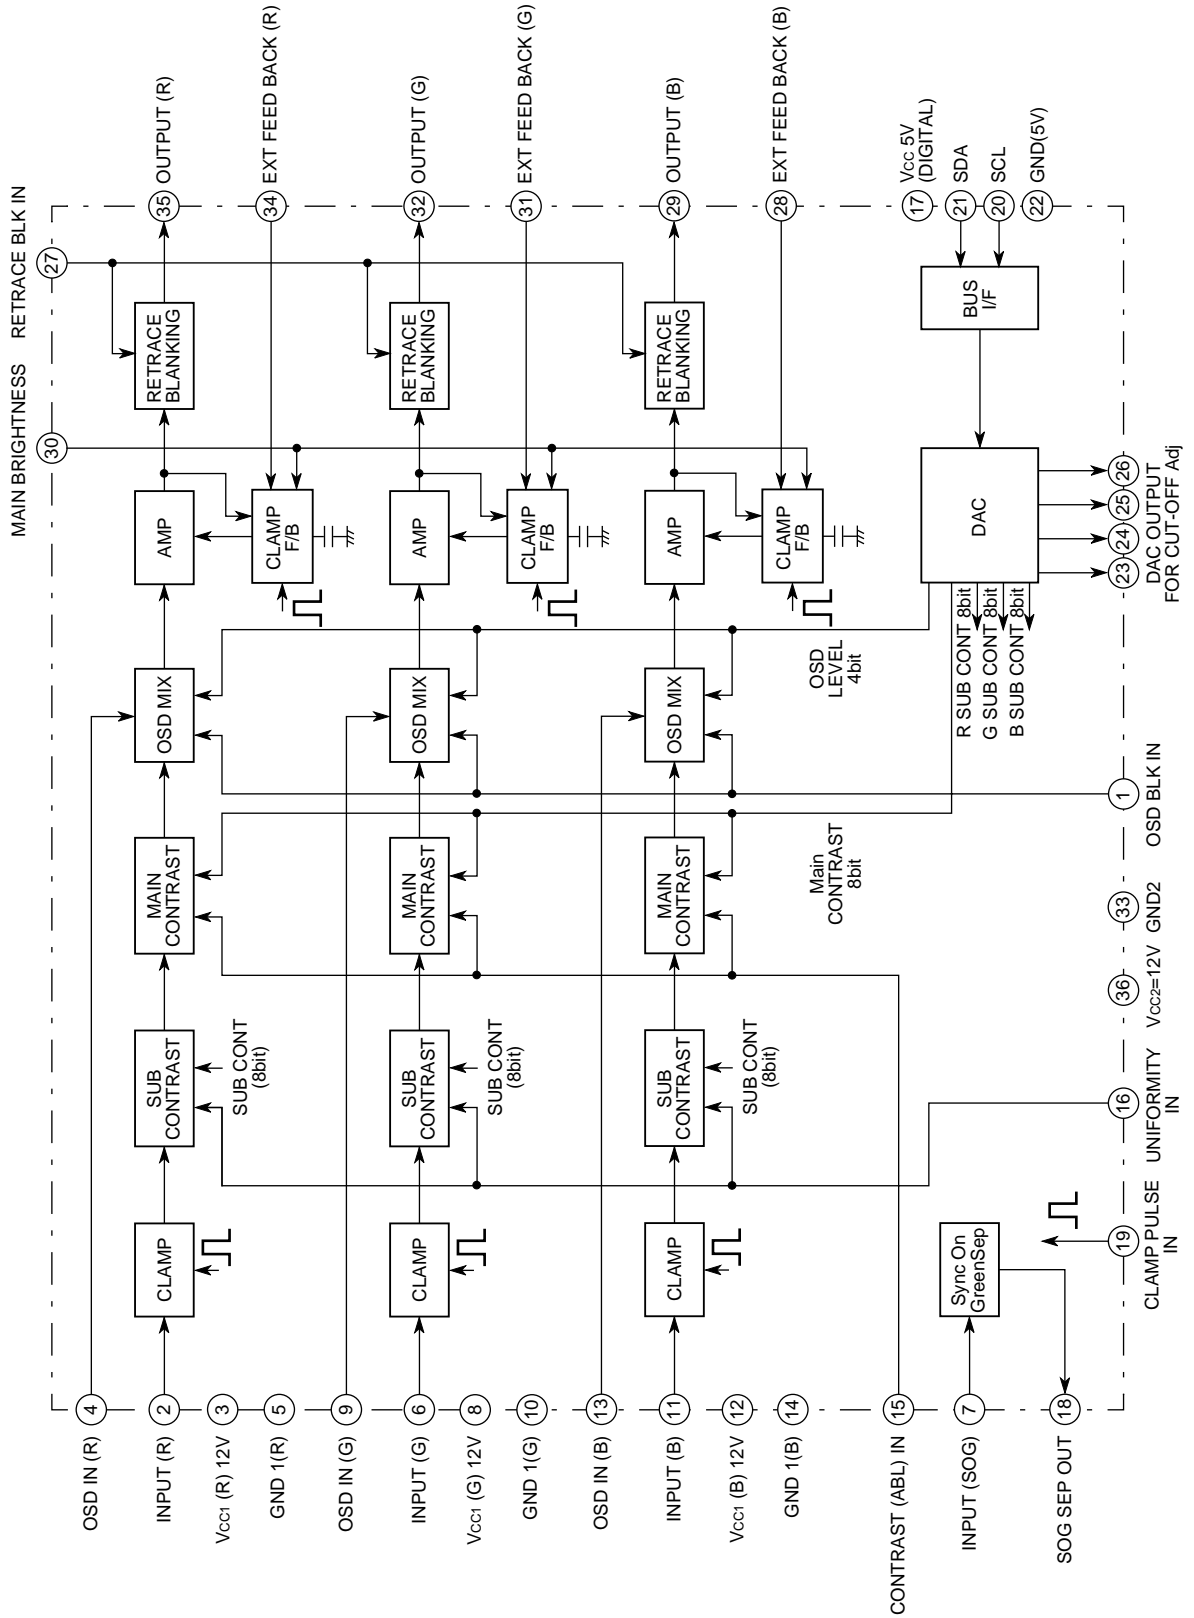 MAIN BRIGHTNESS
RETRACE BLK IN
30
27
OSD IN (R)
4
INPUT (R)
2
CLAMP
SUB
CONTRAST
MAIN
CONTRAST
OSD MIX
AMP
RETRACE
BLANKING
35
OUTPUT (R)
VCC1 (R) 12V
3
SUB CONT
(8bit)
CLAMP
F/B
34
EXT FEED BACK (R)
GND 1(R)
5
OSD IN (G)
9
INPUT (G)
6
CLAMP
SUB
CONTRAST
MAIN
CONTRAST
OSD MIX
AMP
RETRACE
BLANKING
32
OUTPUT (G)
VCC1 (G) 12V
8
SUB CONT
(8bit)
CLAMP
F/B
31
EXT FEED BACK (G)
GND 1(G)
10
OSD IN (B)
13
INPUT (B)
11
CLAMP
SUB
CONTRAST
MAIN
CONTRAST
OSD MIX
AMP
RETRACE
BLANKING
29
OUTPUT (B)
VCC1 (B) 12V
12
SUB CONT
(8bit)
CLAMP
F/B
28
EXT FEED BACK (B)
GND 1(B)
14
Main
CONTRAST
8bit
OSD
LEVEL
4bit
CONTRAST (ABL) IN
15
17
VCC 5V
(DIGITAL)
INPUT (SOG)
7
Sync On
GreenSep
R SUB CONT 8bit
G SUB CONT 8bit
B SUB CONT 8bit
DAC
BUS
I/F
21
SDA
20
SCL
22
GND(5V)
SOG SEP OUT
18
19
16
36
33
1
23
24
25
26
CLAMP PULSE
IN
UNIFORMITY
IN
VCC2=12V
GND2
OSD BLK IN
DAC OUTPUT
FOR CUT-OFF Adj